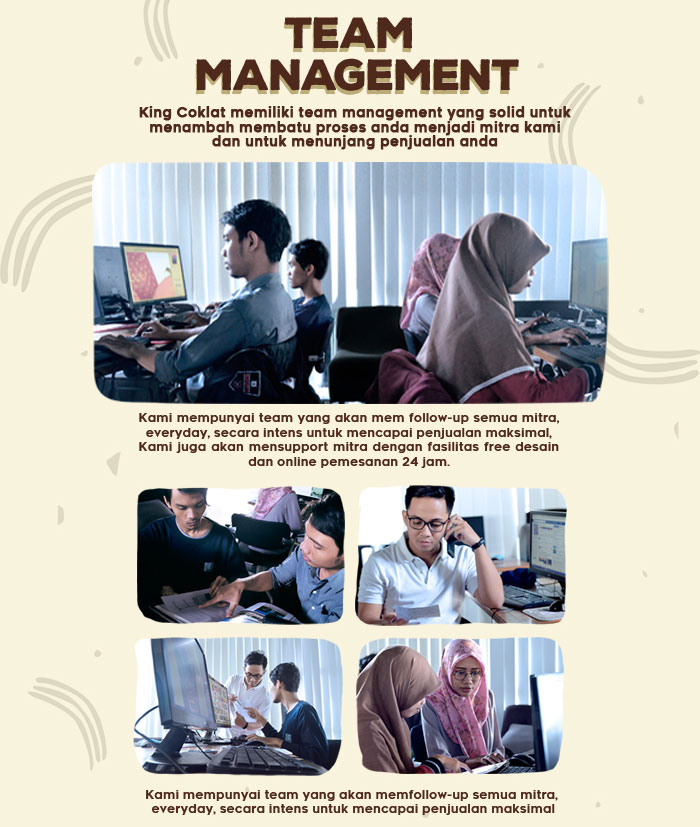 TEAM
MANAGEMENT
King Coklat memiliki team management yang solid untuk
menambah membatu proses anda menjadi mitra kami
dan untuk menunjang penjualan anda
Kami mempunyai team yang akan mem follow-up semua mitra,
everyday, secara intens untuk mencapai penjualan maksimal,
Kami juga akan mensupport mitra dengan fasilitas free desain
dan online pemesanan 24 jam.
Kami mempunyai team yang akan memfollow-up semua mitra,
everyday, secara intens untuk mencapai penjualan maksimal